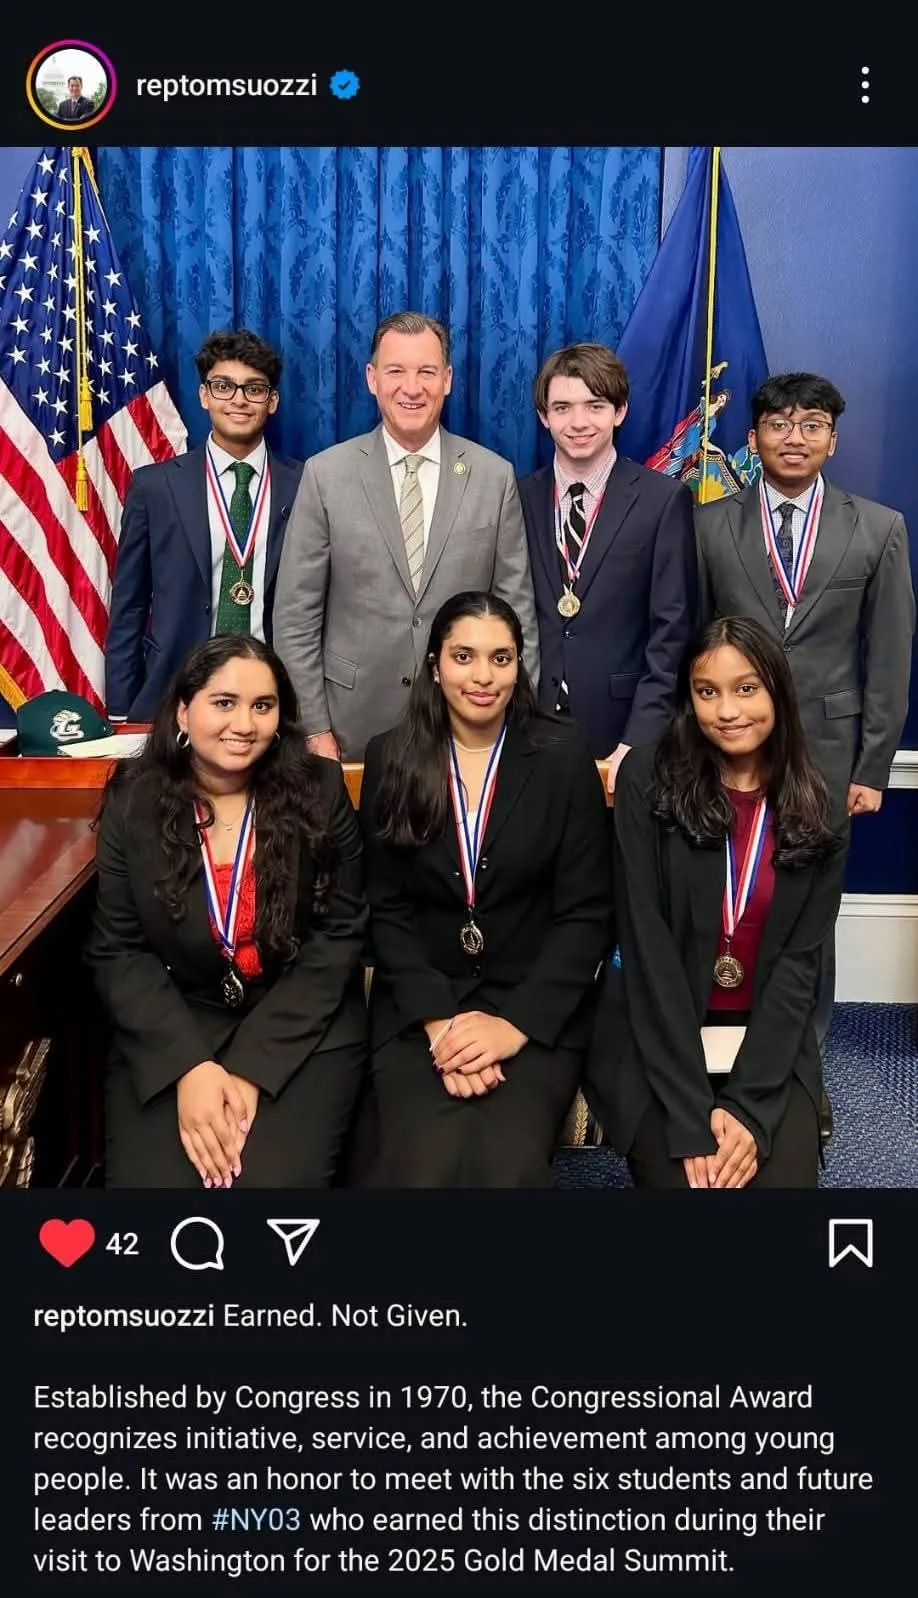 reptomsuozzi
G
42
reptomsuozzi Earned. Not Given.
Established by Congress in 1970, the Congressional Award
recognizes initiative, service, and achievement among young
people. It was an honor to meet with the six students and future
leaders from #NY03 who earned this distinction during their
visit to Washington for the 2025 Gold Medal Summit.